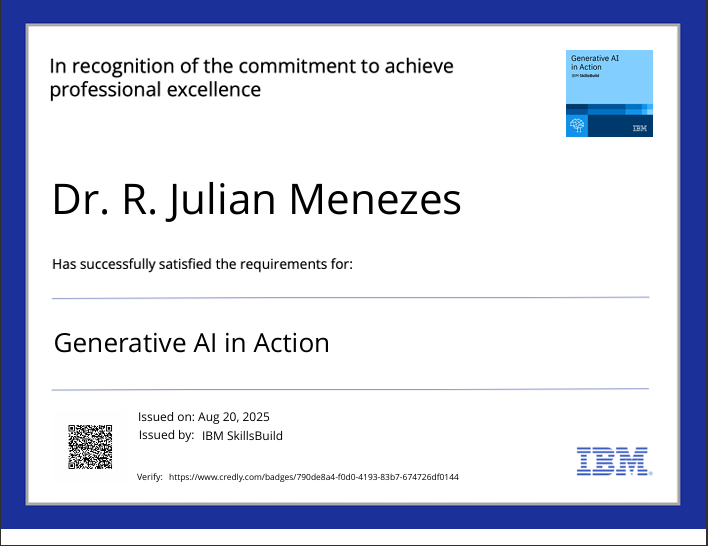 In recognition of the commitment to achieve
professional excellence
Generative AI
in Action
IBM SkillsBuild
IBM
Dr. R. Julian Menezes
Has successfully satisfied the requirements for:
Generative AI in Action
Issued on: Aug 20, 2025
Issued by: IBM SkillsBuild
Verify: https://www.credly.com/badges/790de8a4-f0d0-4193-83b7-674726df0144
IBM®